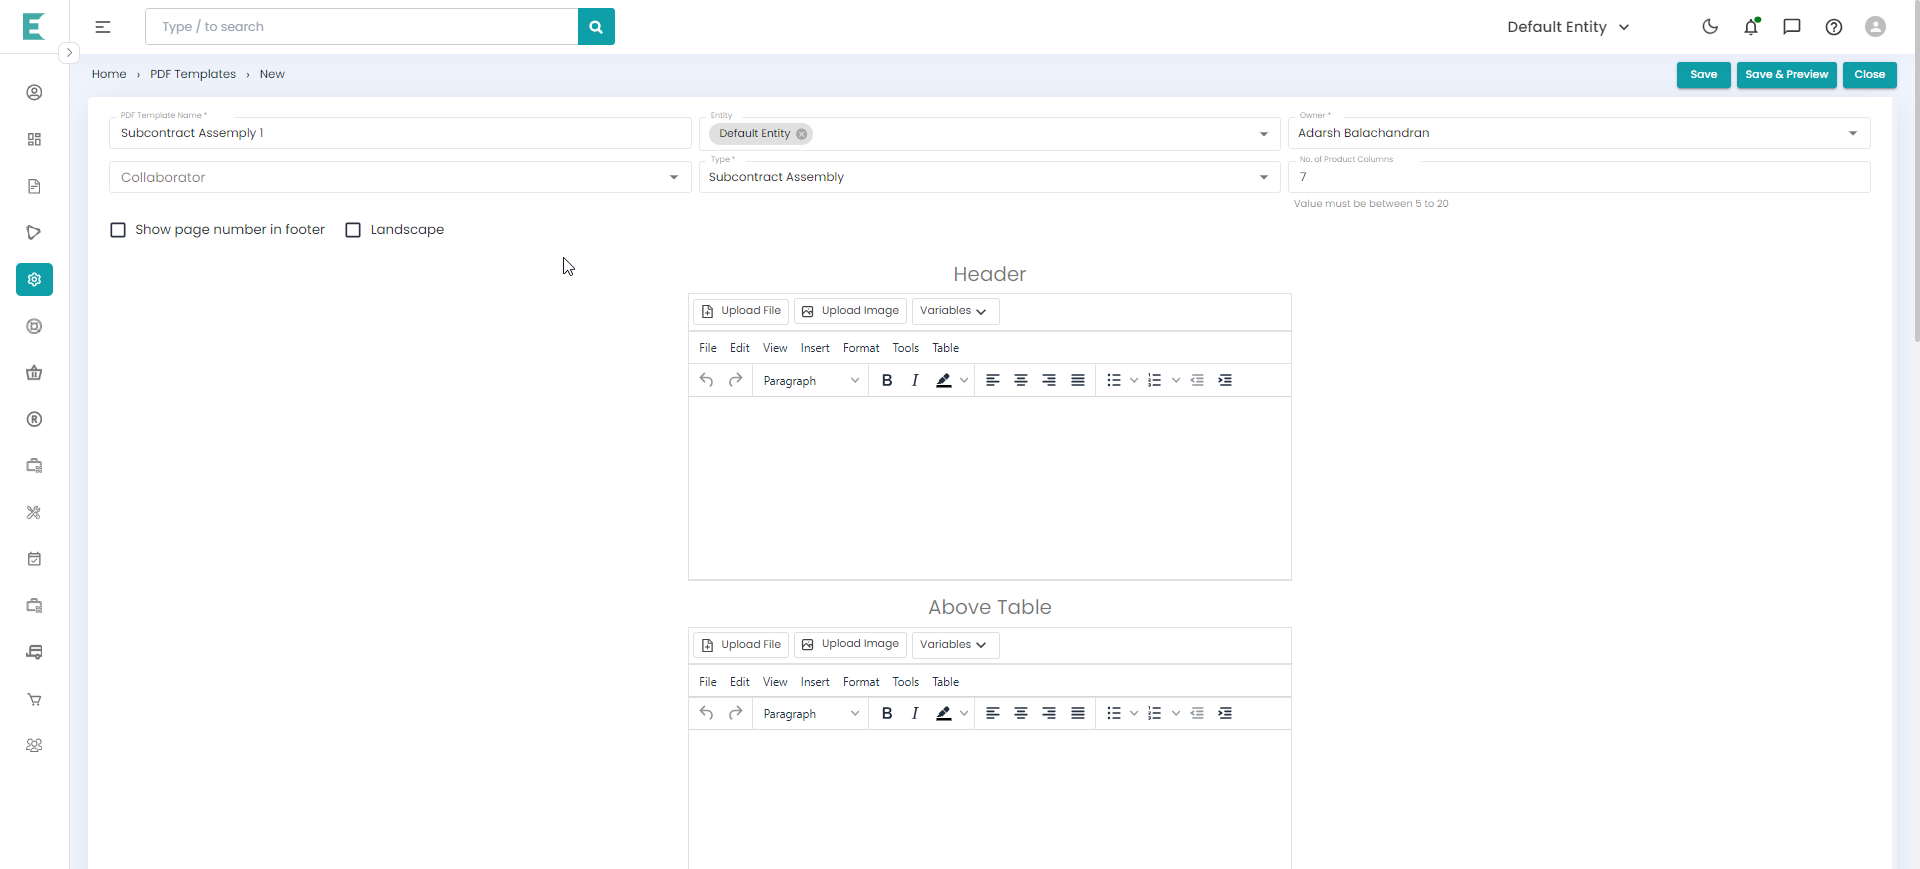 Type / to search
Default Entity
Home › PDF Templates › New
Save
Save & Preview
Close
PDF Template Name *
Subcontract Assemply 1
Entity
Default Entity
Owner *
Adarsh Balachandran
Collaborator
Type *
Subcontract Assembly
No. of Product Columns
7
Value must be between 5 to 20
Show page number in footer
Landscape
Header
Upload File
Upload Image
Variables
File Edit View Insert Format Tools Table
Paragraph B I
Above Table
Upload File
Upload Image
Variables
File Edit View Insert Format Tools Table
Paragraph B I